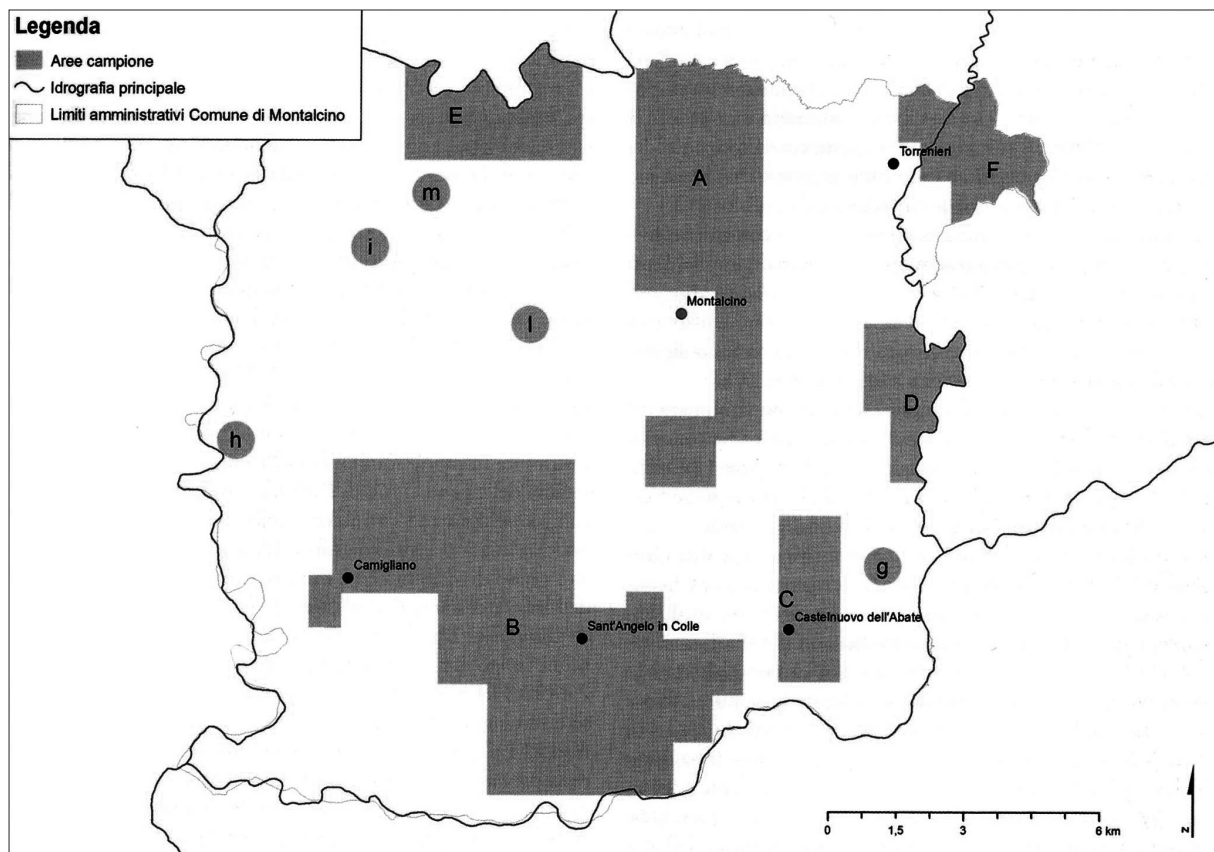 Legenda
Aree campione
Idrografia principale
Limiti amministrativi Comune di Montalcino
E
A
Torrenieri
F
m
i
Montalcino
l
D
h
g
Camigliano
C
Castelnuovo dell'Abate
B
Sant'Angelo in Colle
0 1,5 3 6 km
N